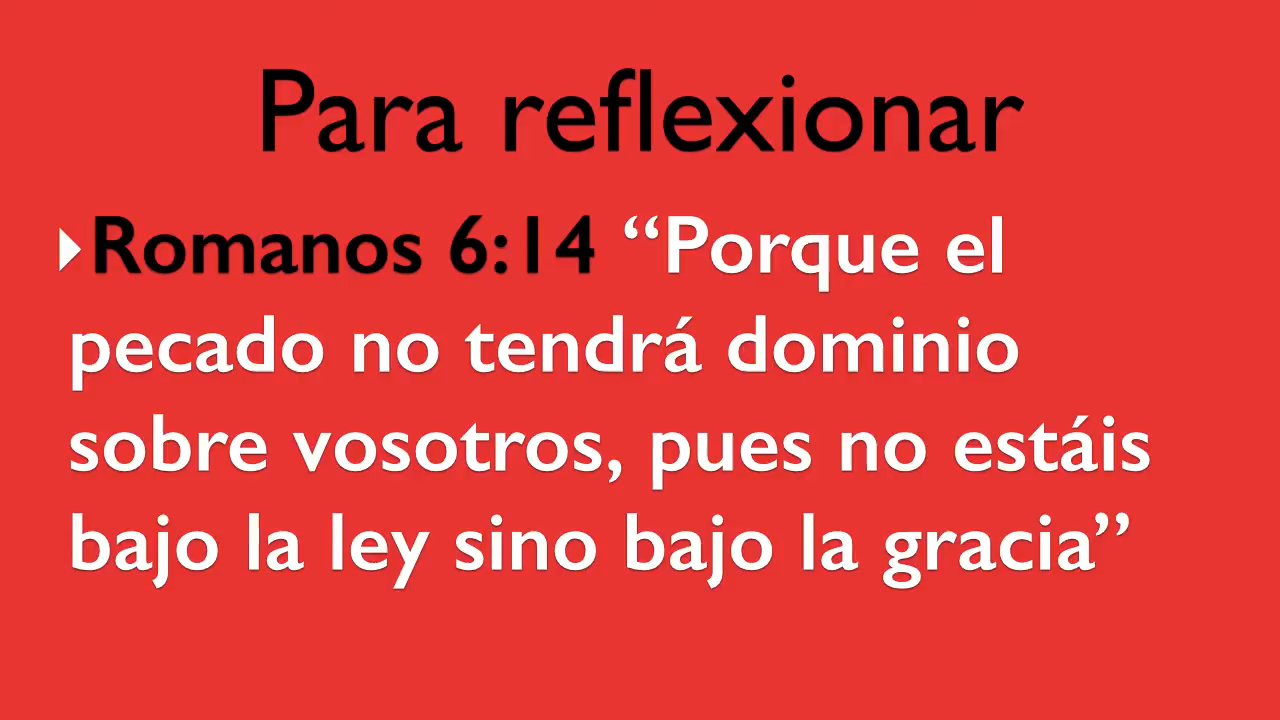 Para reflexionar
Romanos 6:14 “Porque el
pecado no tendrá dominio
sobre vosotros, pues no estáis
bajo la ley sino bajo la gracia”